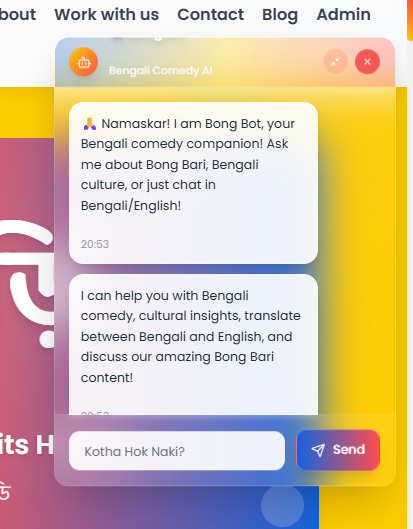 bout Work with us Contact Blog Admin
Bengali Comedy AI
🙏 Namaskar! I am Bong Bot, your
Bengali comedy companion! Ask
me about Bong Bari, Bengali
culture, or just chat in
Bengali/English!
20:53
I can help you with Bengali
comedy, cultural insights, translate
between Bengali and English, and
discuss our amazing Bong Bari
content!
20:53
its H
Kotha Hok Naki?
Send
ড়ি